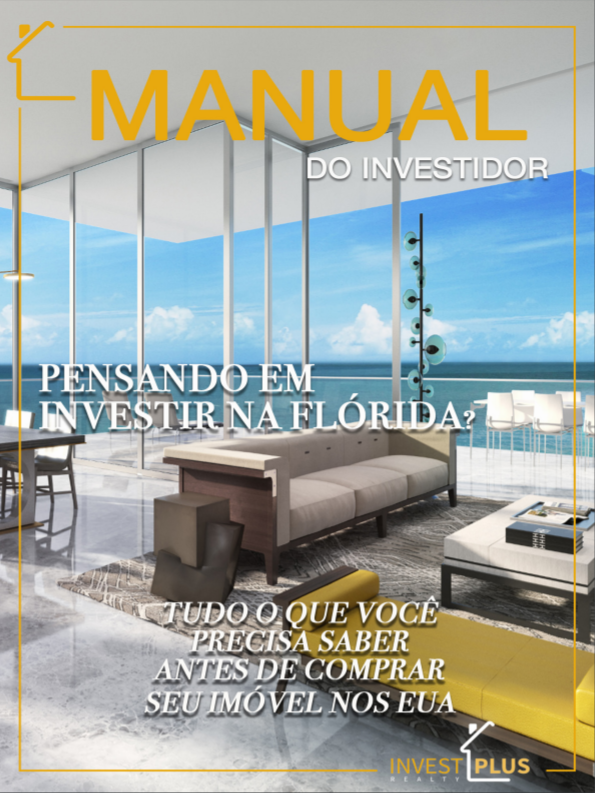 MANUAL
DO INVESTIDOR
PENSANDO EM
INVESTIR NA FLÓRIDA?
TUDO O QUE VOCÊ
PRECISA SABER
ANTES DE COMPRAR
SEU IMÓVEL NOS EUA
INVEST PLUS
REALTY